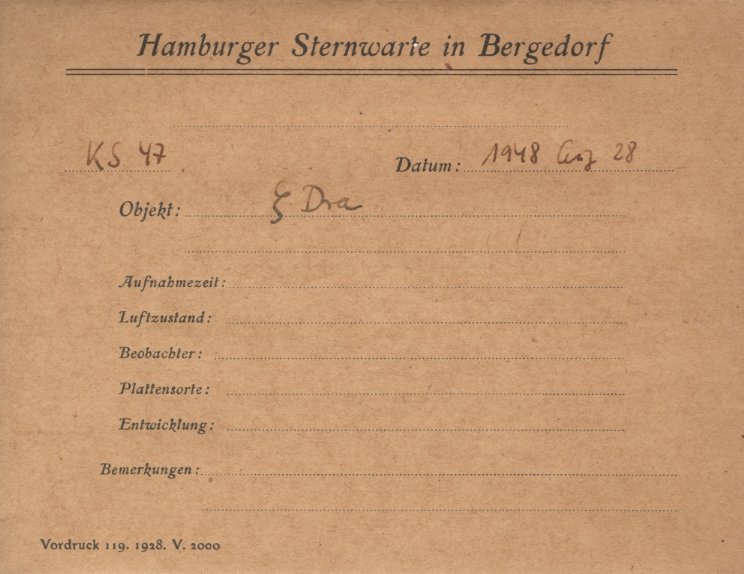 Hamburger Sternwarte in Bergedorf
KS 47 Datum: 1948 Aug 28
Objekt: ξ Dra
Aufnahmezeit:
Luftzustand:
Beobachter:
Plattensorte:
Entwicklung:
Bemerkungen:
Vordruck 119. 1928. V. 2000